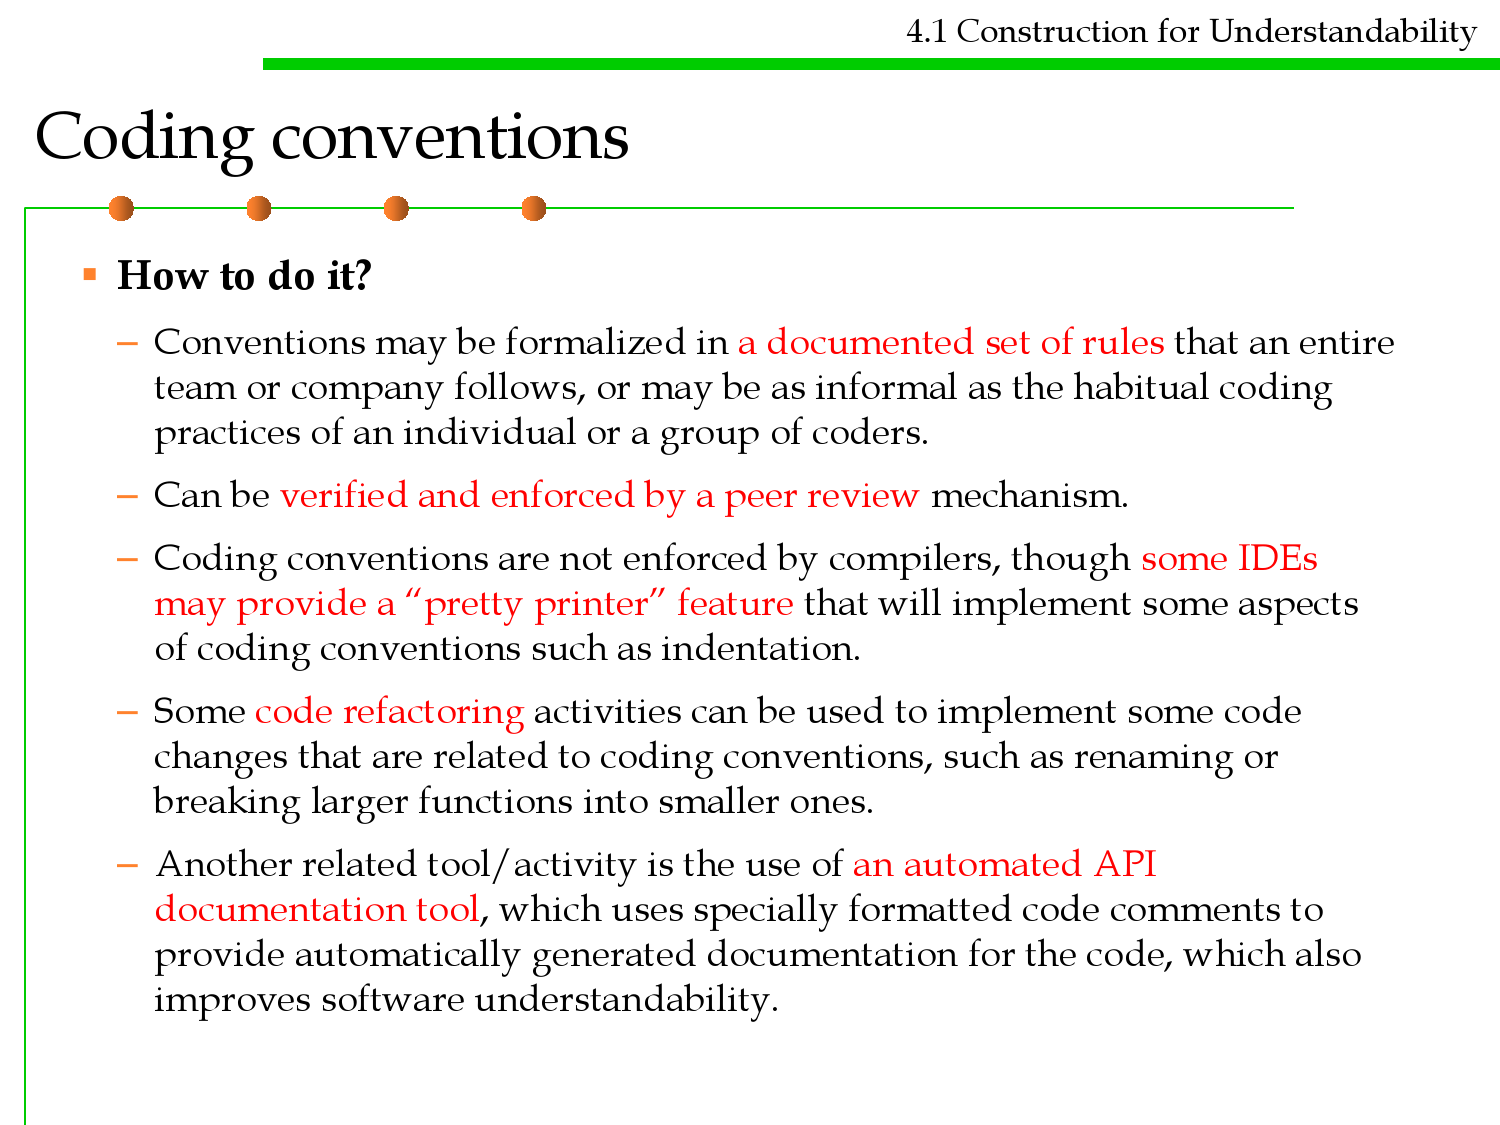 4.1 Construction for Understandability
Coding conventions
▪ How to do it?
– Conventions may be formalized in a documented set of rules that an entire
team or company follows, or may be as informal as the habitual coding
practices of an individual or a group of coders.
– Can be verified and enforced by a peer review mechanism.
– Coding conventions are not enforced by compilers, though some IDEs
may provide a “pretty printer” feature that will implement some aspects
of coding conventions such as indentation.
– Some code refactoring activities can be used to implement some code
changes that are related to coding conventions, such as renaming or
breaking larger functions into smaller ones.
– Another related tool/activity is the use of an automated API
documentation tool, which uses specially formatted code comments to
provide automatically generated documentation for the code, which also
improves software understandability.